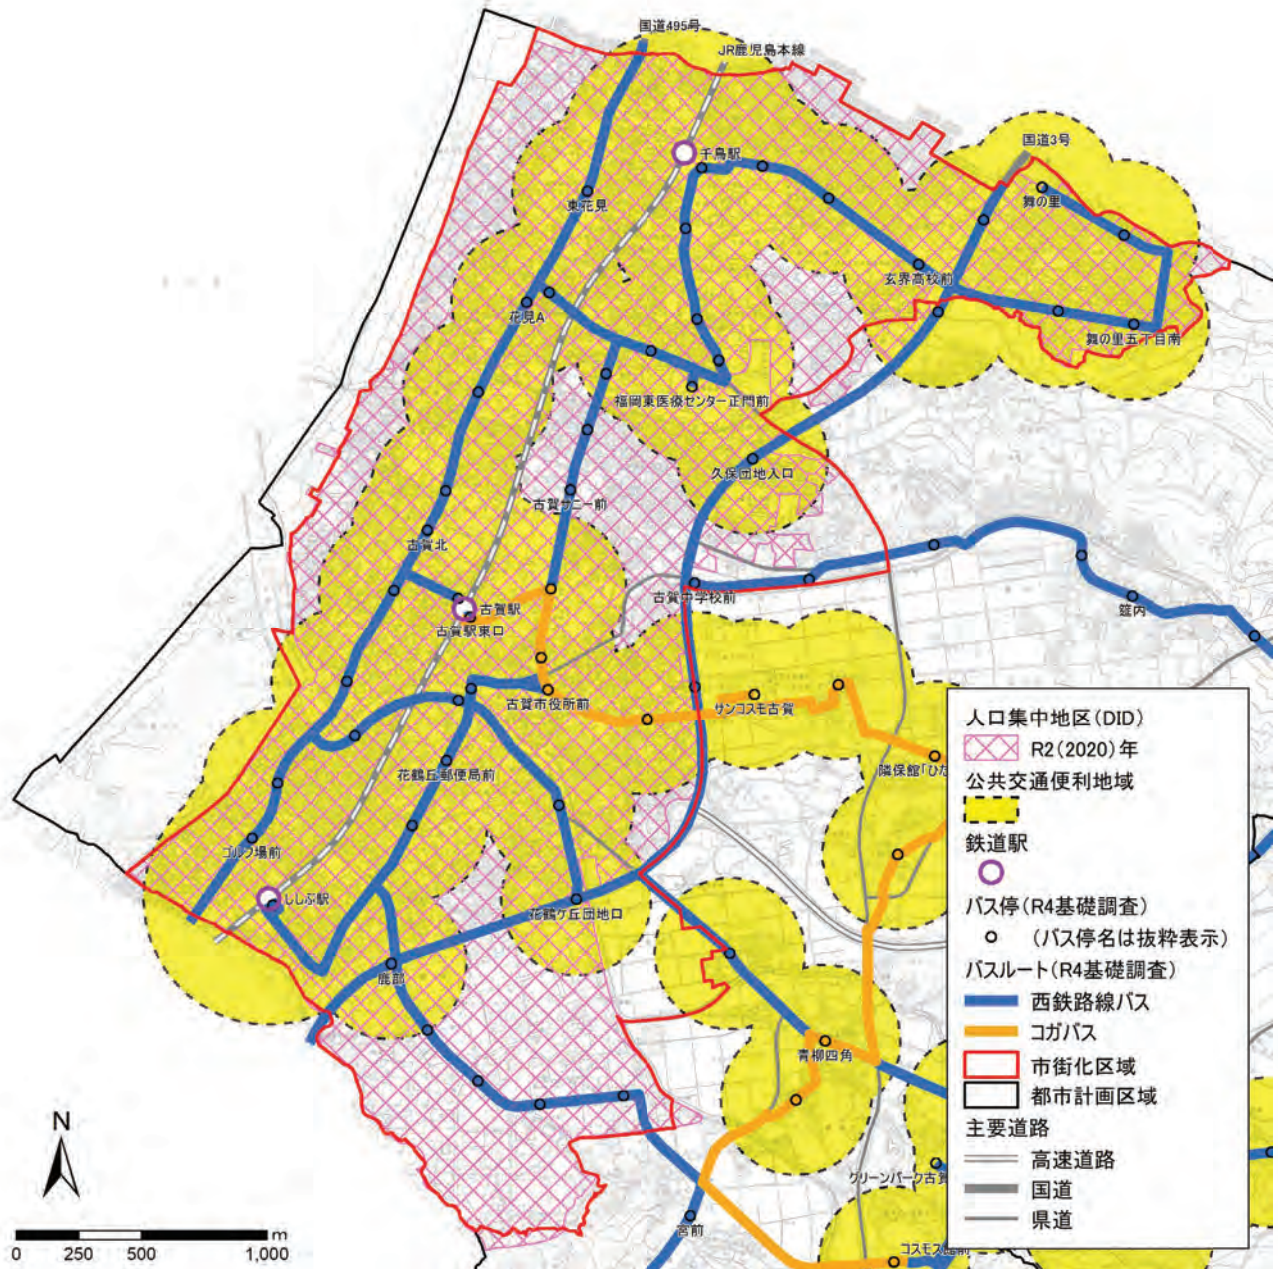 国道495号
JR鹿児島本線
国道3号
千鳥駅
舞の里
東花見
玄界高校前
花見A
舞の里五丁目南
福岡東医療センター正門前
久保団地入口
古賀サニー前
古賀北
古賀中学校前
筵内
古賀駅
古賀駅東口
古賀市役所前
サンコスモ古賀
花鶴丘郵便局前
隣保館「ひだ
ゴルフ場前
ししぶ駅
花鶴ケ丘団地口
鹿部
青柳四角
グリーンパーク古賀
宮前
コスモス館前
人口集中地区(DID)
R2(2020)年
公共交通便利地域
鉄道駅
バス停(R4基礎調査)
(バス停名は抜粋表示)
バスルート(R4基礎調査)
西鉄路線バス
コガバス
市街化区域
都市計画区域
主要道路
高速道路
国道
県道
N
m
0 250 500 1,000